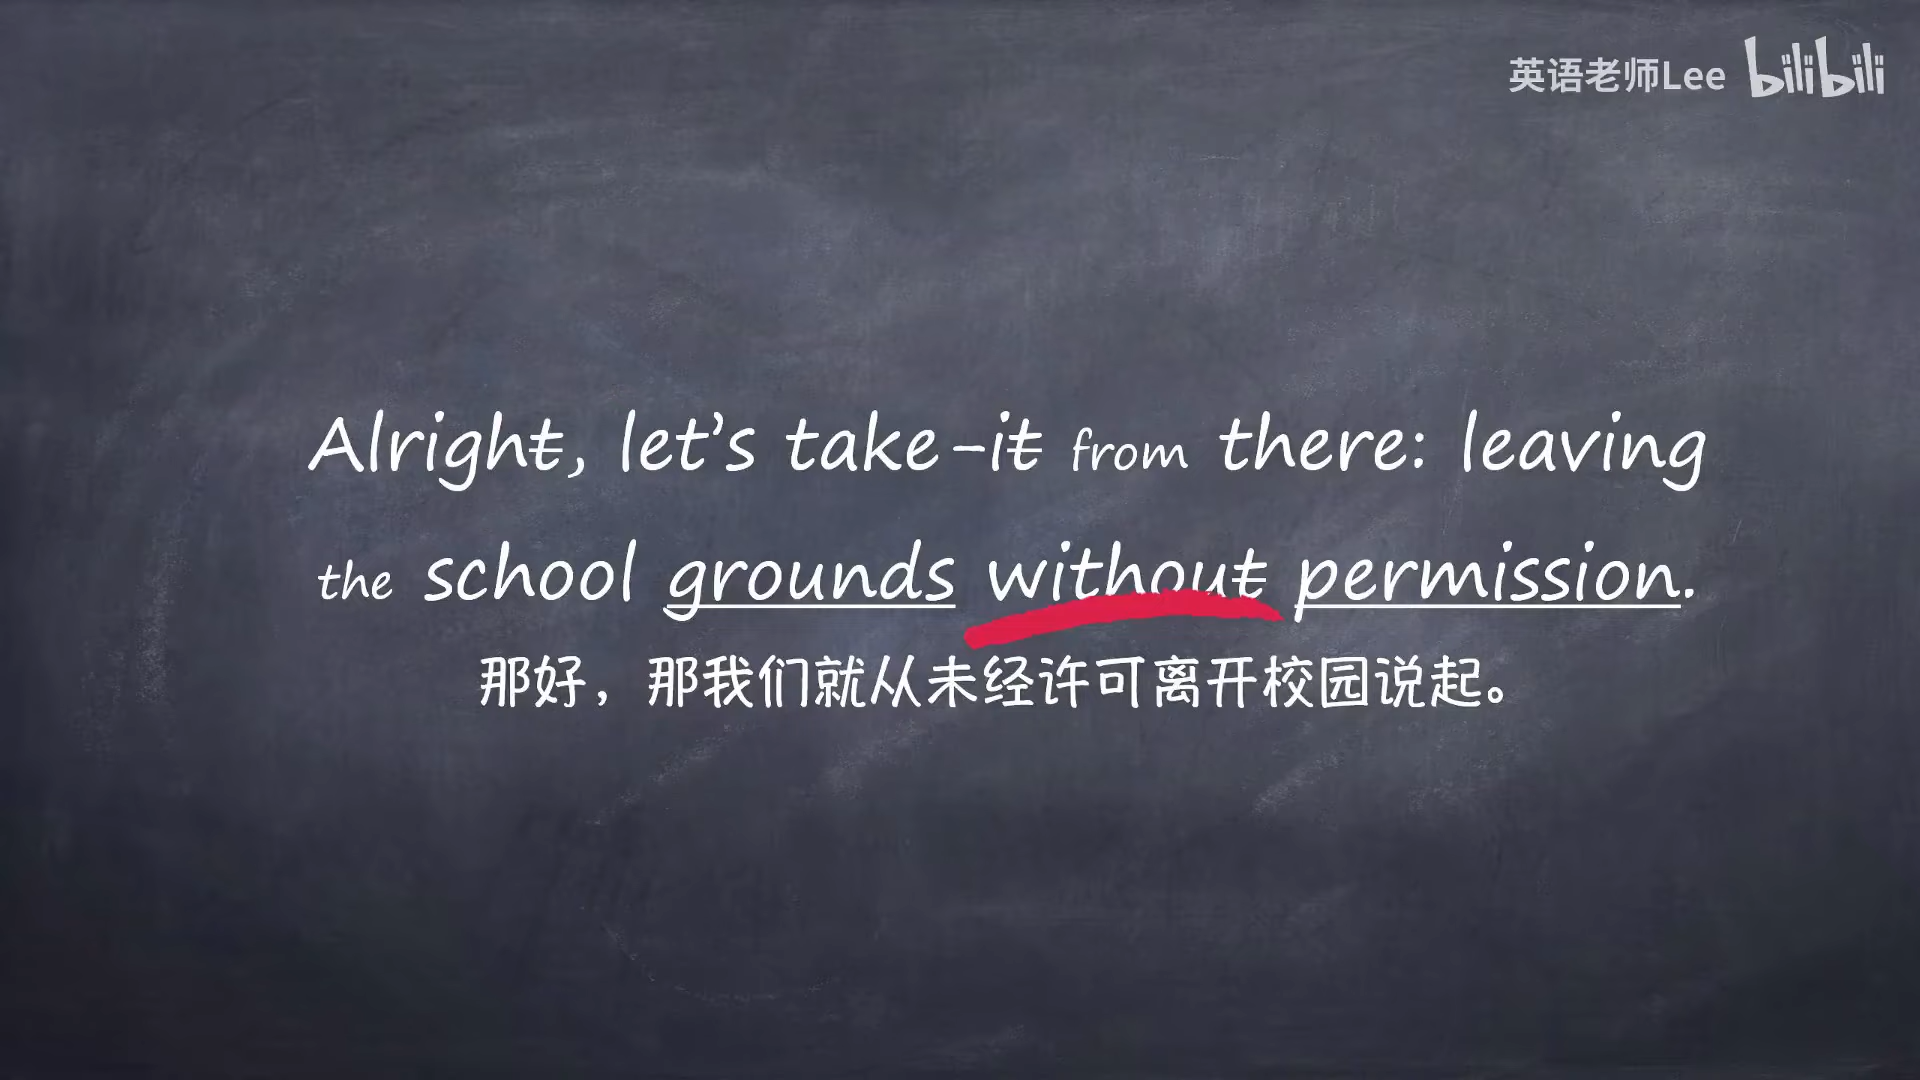 英语老师Lee bilibili
Alright, let's take-it from there: leaving
the school grounds without permission.
那好，那我们就从未经许可离开校园说起。